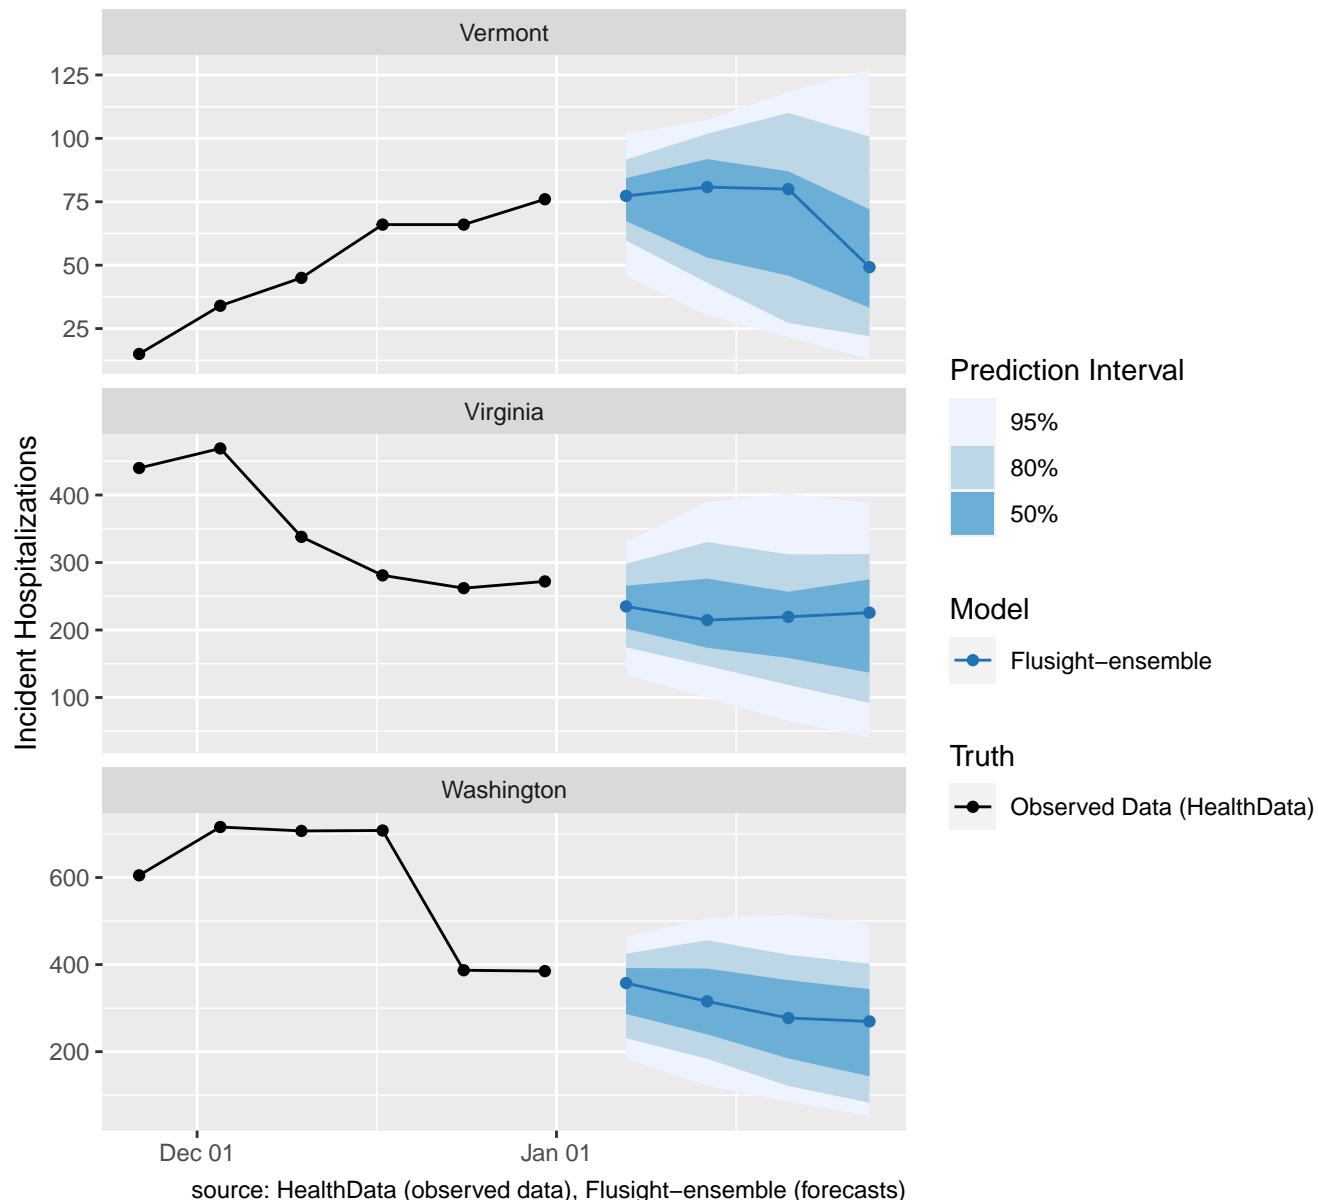 Vermont
125
100
75
50
25
Virginia
400
300
200
100
Washington
600
400
200
Incident Hospitalizations
Dec 01
Jan 01
source: HealthData (observed data), Flusight−ensemble (forecasts)
Prediction Interval
95%
80%
50%
Model
Flusight−ensemble
Truth
Observed Data (HealthData)